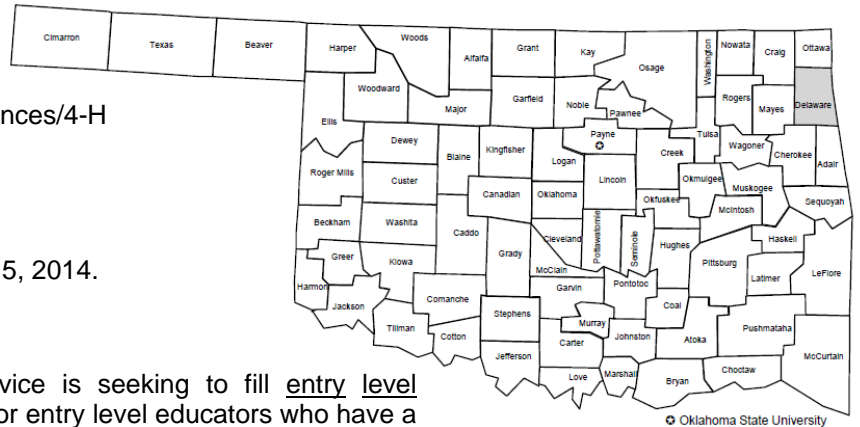 Cimarron
Texas
Beaver
Harper
Woods
Alfalfa
Grant
Kay
Osage
Washington
Nowata
Craig
Ottawa
nces/4-H
Woodward
Major
Garfield
Noble
Pawnee
Rogers
Mayes
Delaware
Ellis
Dewey
Blaine
Kingfisher
Logan
Payne
Creek
Tulsa
Wagoner
Cherokee
Adair
Roger Mills
Custer
Canadian
Oklahoma
Lincoln
Okfuskee
Okmulgee
Muskogee
McIntosh
Sequoyah
Beckham
Washita
Caddo
Grady
Cleveland
Pottawatomie
Seminole
Hughes
Pittsburg
Haskell
Latimer
LeFlore
5, 2014.
Greer
Kiowa
McClain
Garvin
Pontotoc
Harmon
Jackson
Comanche
Stephens
Murray
Coal
Tillman
Cotton
Carter
Johnston
Atoka
Pushmataha
McCurtain
Jefferson
Love
Marshall
Bryan
Choctaw
vice is seeking to fill entry level
or entry level educators who have a
Oklahoma State University